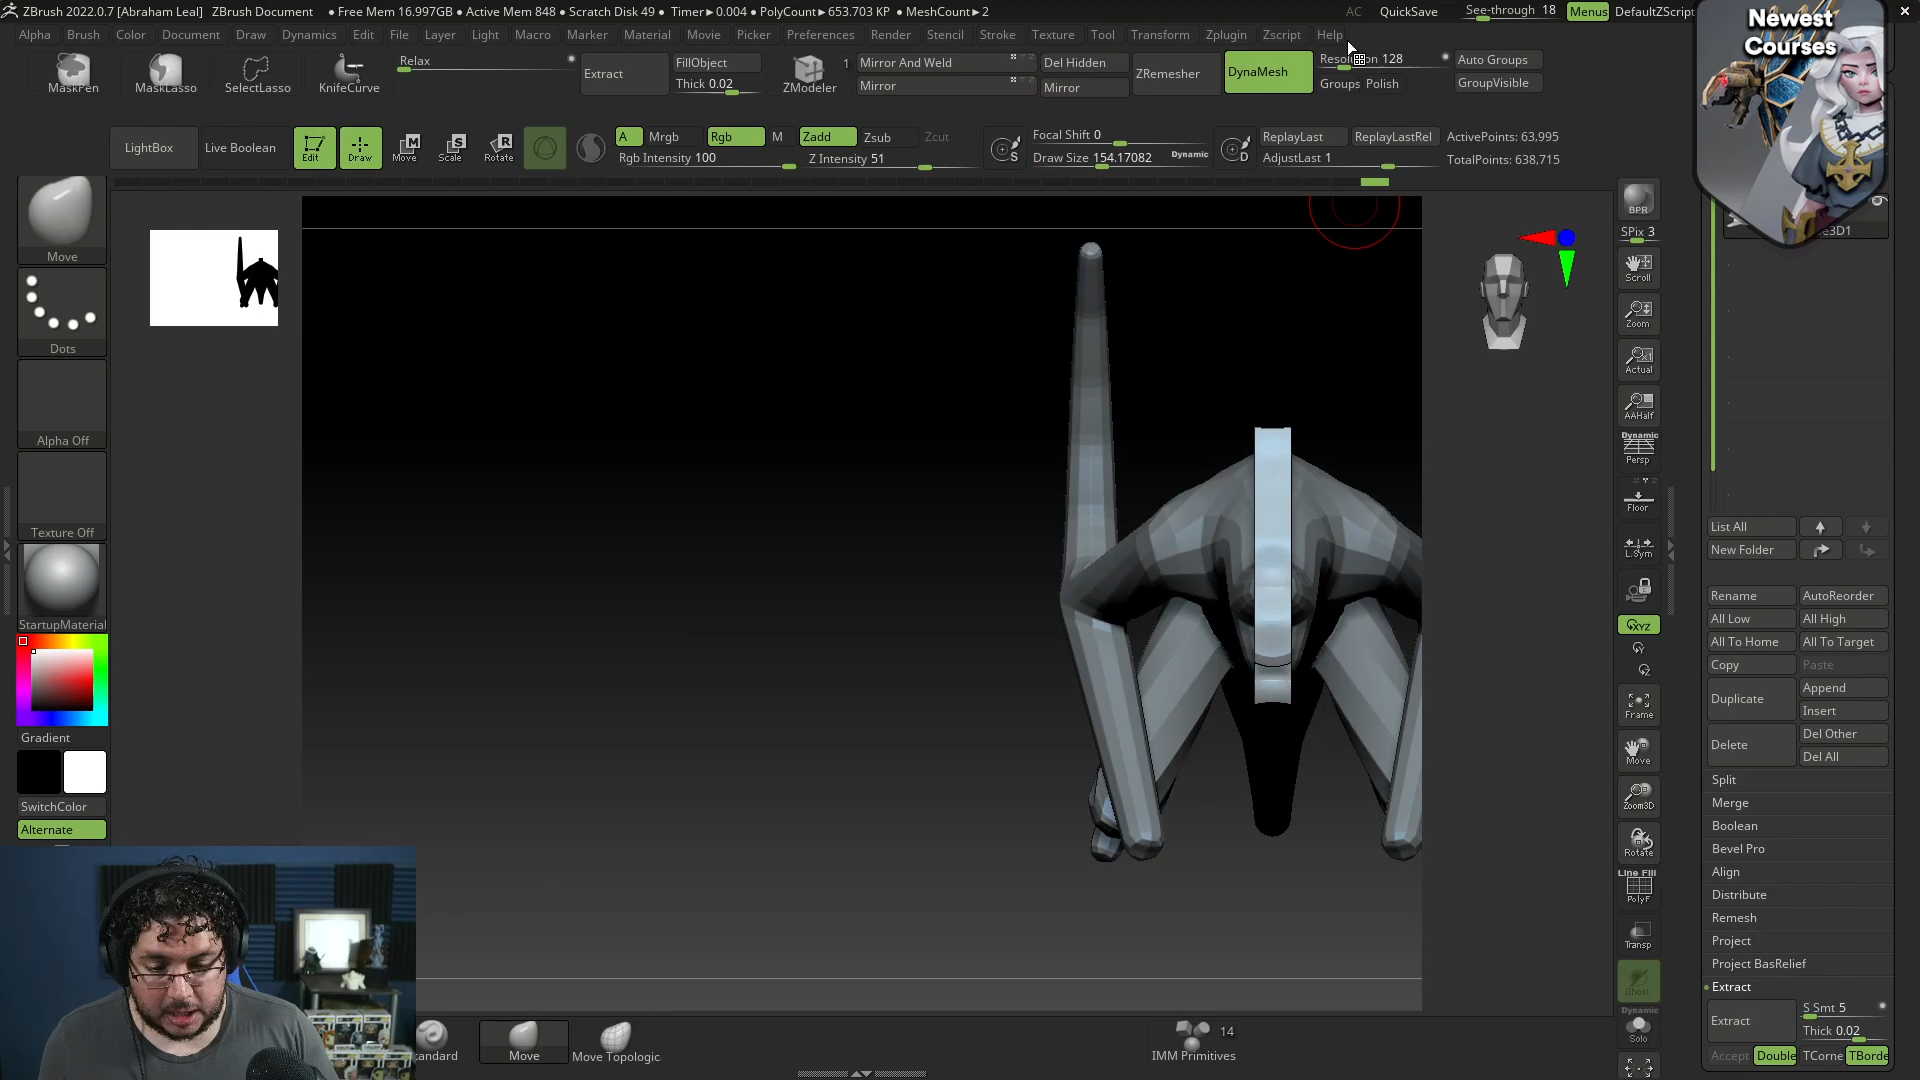 ZBrush 2022.0.7 [Abraham Leal] ZBrush Document ● Free Mem 16.997GB ● Active Mem 848 ● Scratch Disk 49 ● Timer►0.004 ● PolyCount►653.703 KP ● MeshCount►2 AC QuickSave See-through 18 Menus DefaultZScript
Alpha Brush Color Document Draw Dynamics Edit File Layer Light Macro Marker Material Movie Picker Preferences Render Stencil Stroke Texture Tool Transform Zplugin Zscript Help
Newest
Courses
MaskPen MaskLasso SelectLasso KnifeCurve
Relax
Extract
FillObject
Thick 0.02
1
ZModeler
Mirror And Weld
Mirror
Del Hidden
Mirror
ZRemesher
DynaMesh
Resolution 128
Groups Polish
Auto Groups
GroupVisible
LightBox Live Boolean
Edit Draw Move Scale Rotate
A Mrgb Rgb M Zadd Zsub Zcut
Rgb Intensity 100 Z Intensity 51
S
Focal Shift 0
Draw Size 154.17082 Dynamic
D
ReplayLast ReplayLastRel
AdjustLast 1
ActivePoints: 63,995
TotalPoints: 638,715
Move
Dots
Alpha Off
Texture Off
StartupMaterial
Gradient
SwitchColor
Alternate
BPR
SPix 3
Scroll
Zoom
Actual
AAHalf
Dynamic
Persp
Floor
L.Sym
XYZ
Y
Z
Frame
Move
Zoom3D
Rotate
Line Fill
PolyF
Transp
Ghost
Dynamic
Solo
e3D1
List All
New Folder
Rename AutoReorder
All Low All High
All To Home All To Target
Copy Paste
Duplicate Append
Insert
Delete Del Other
Del All
Split
Merge
Boolean
Bevel Pro
Align
Distribute
Remesh
Project
Project BasRelief
Extract
Extract S Smt 5
Thick 0.02
Accept Double TCorne TBorde
tandard
Move
Move Topologic
14
IMM Primitives